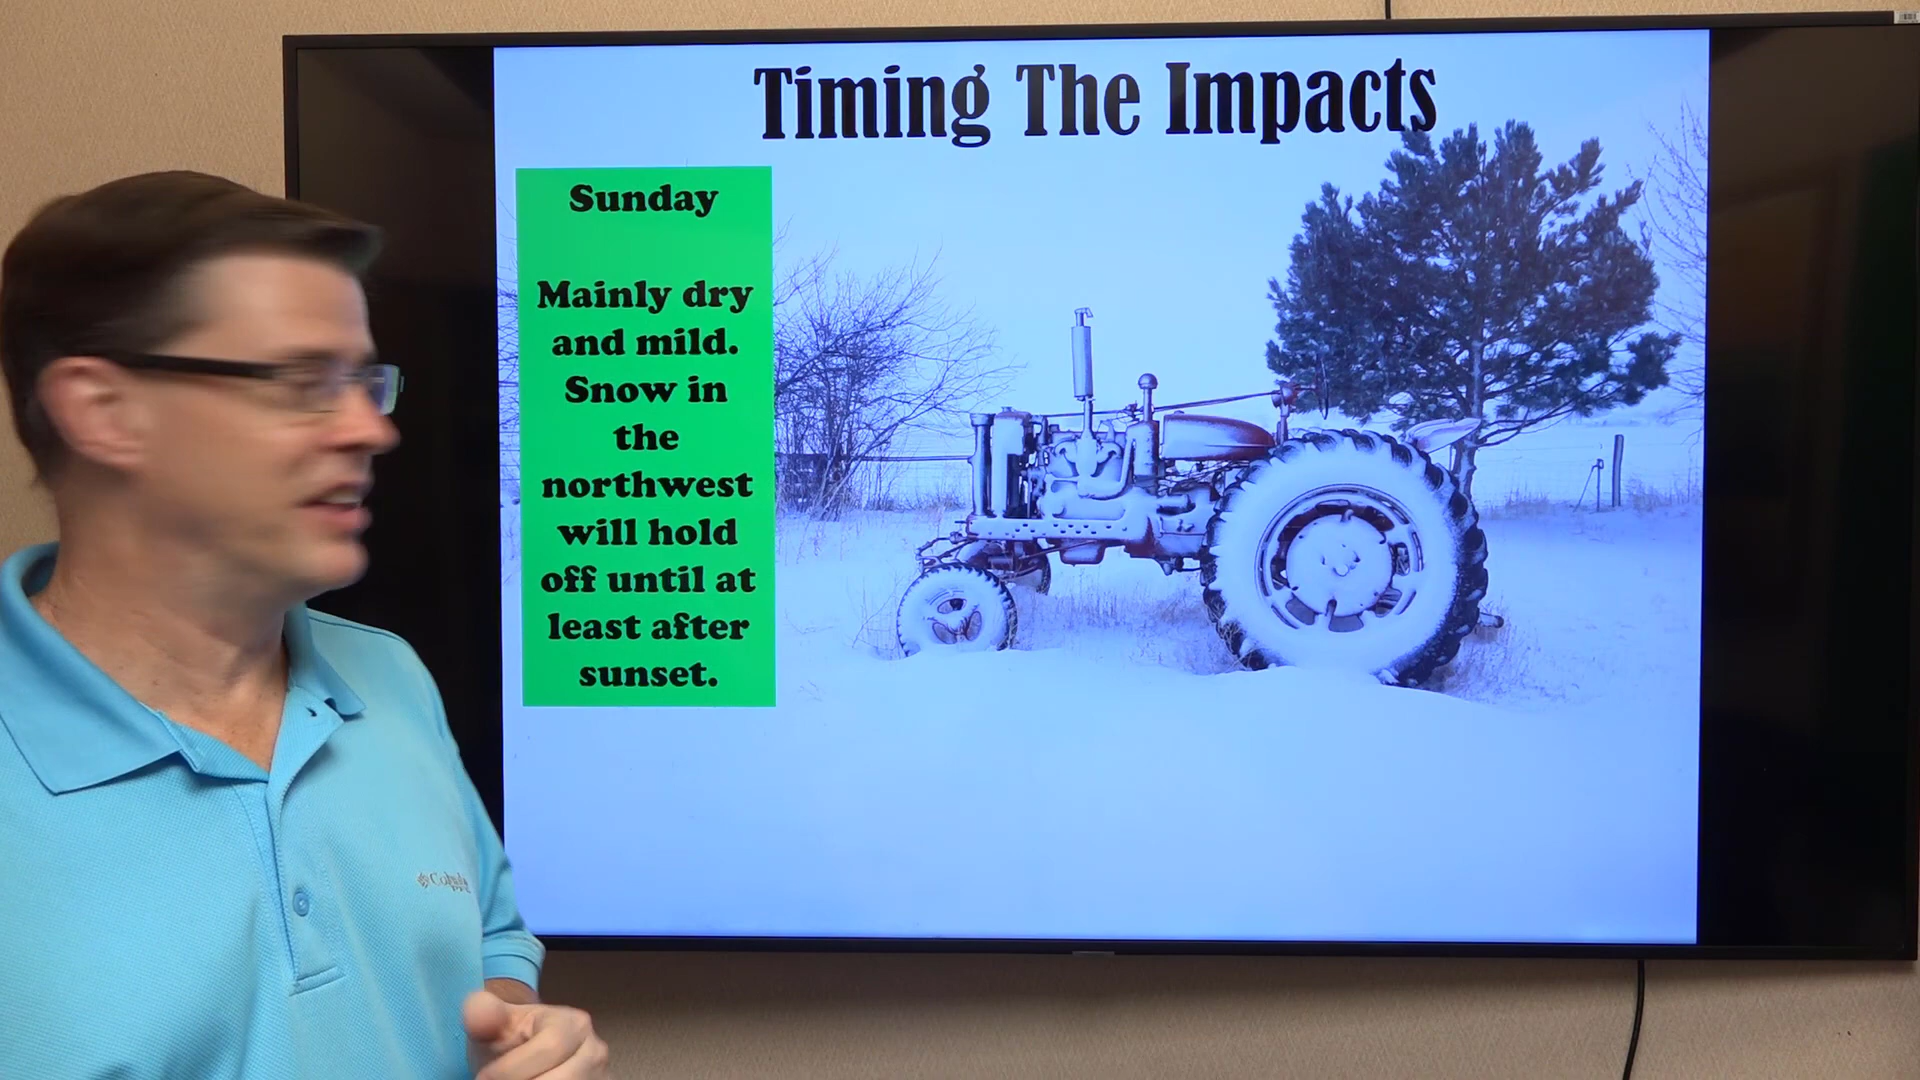 Timing The Impacts
Sunday
Mainly dry
and mild.
Snow in
the
northwest
will hold
off until at
least after
sunset.